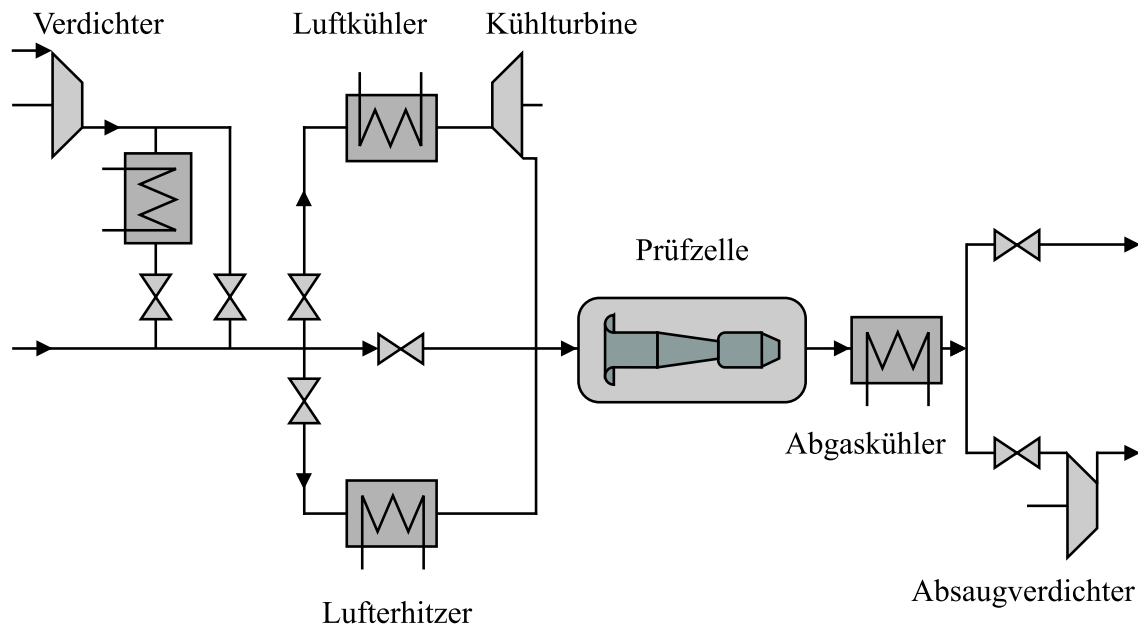 Verdichter
Luftkühler
Kühlturbine
Prüfzelle
Abgaskühler
Absaugverdichter
Lufterhitzer